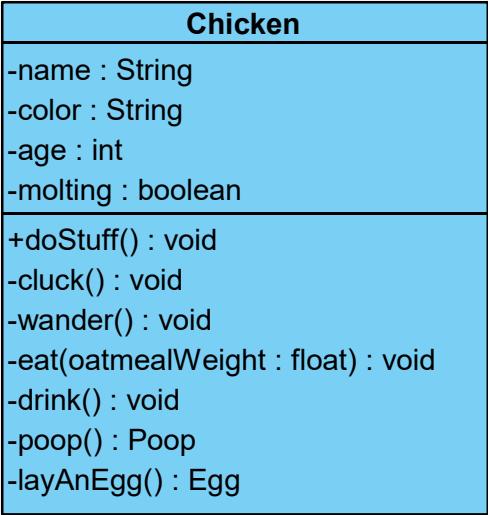 Chicken
-name : String
-color : String
-age : int
-molting : boolean
+doStuff() : void
-cluck() : void
-wander() : void
-eat(oatmealWeight : float) : void
-drink() : void
-poop() : Poop
-layAnEgg() : Egg